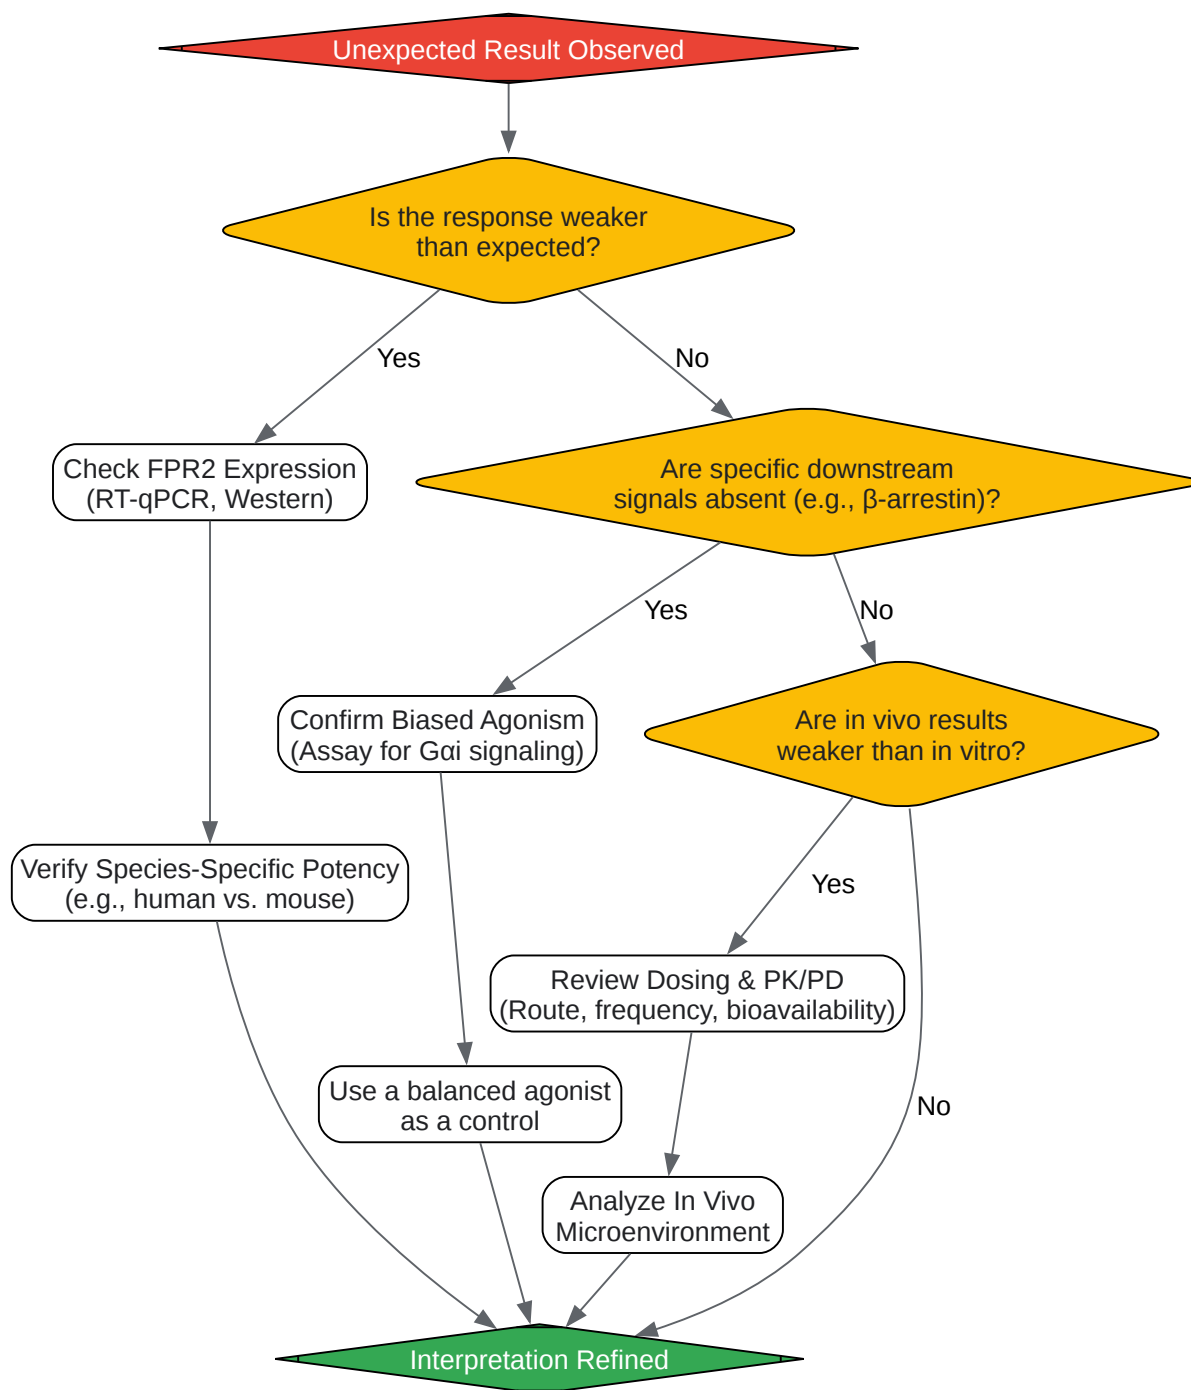 Unexpected Result Observed
Is the response weaker
than expected?
Yes
No
Check FPR2 Expression
(RT-qPCR, Western)
Are specific downstream
signals absent (e.g., β-arrestin)?
Yes
No
Confirm Biased Agonism
(Assay for Gαi signaling)
Are in vivo results
weaker than in vitro?
Verify Species-Specific Potency
(e.g., human vs. mouse)
Yes
Review Dosing & PK/PD
(Route, frequency, bioavailability)
Use a balanced agonist
as a control
No
Analyze In Vivo
Microenvironment
Interpretation Refined